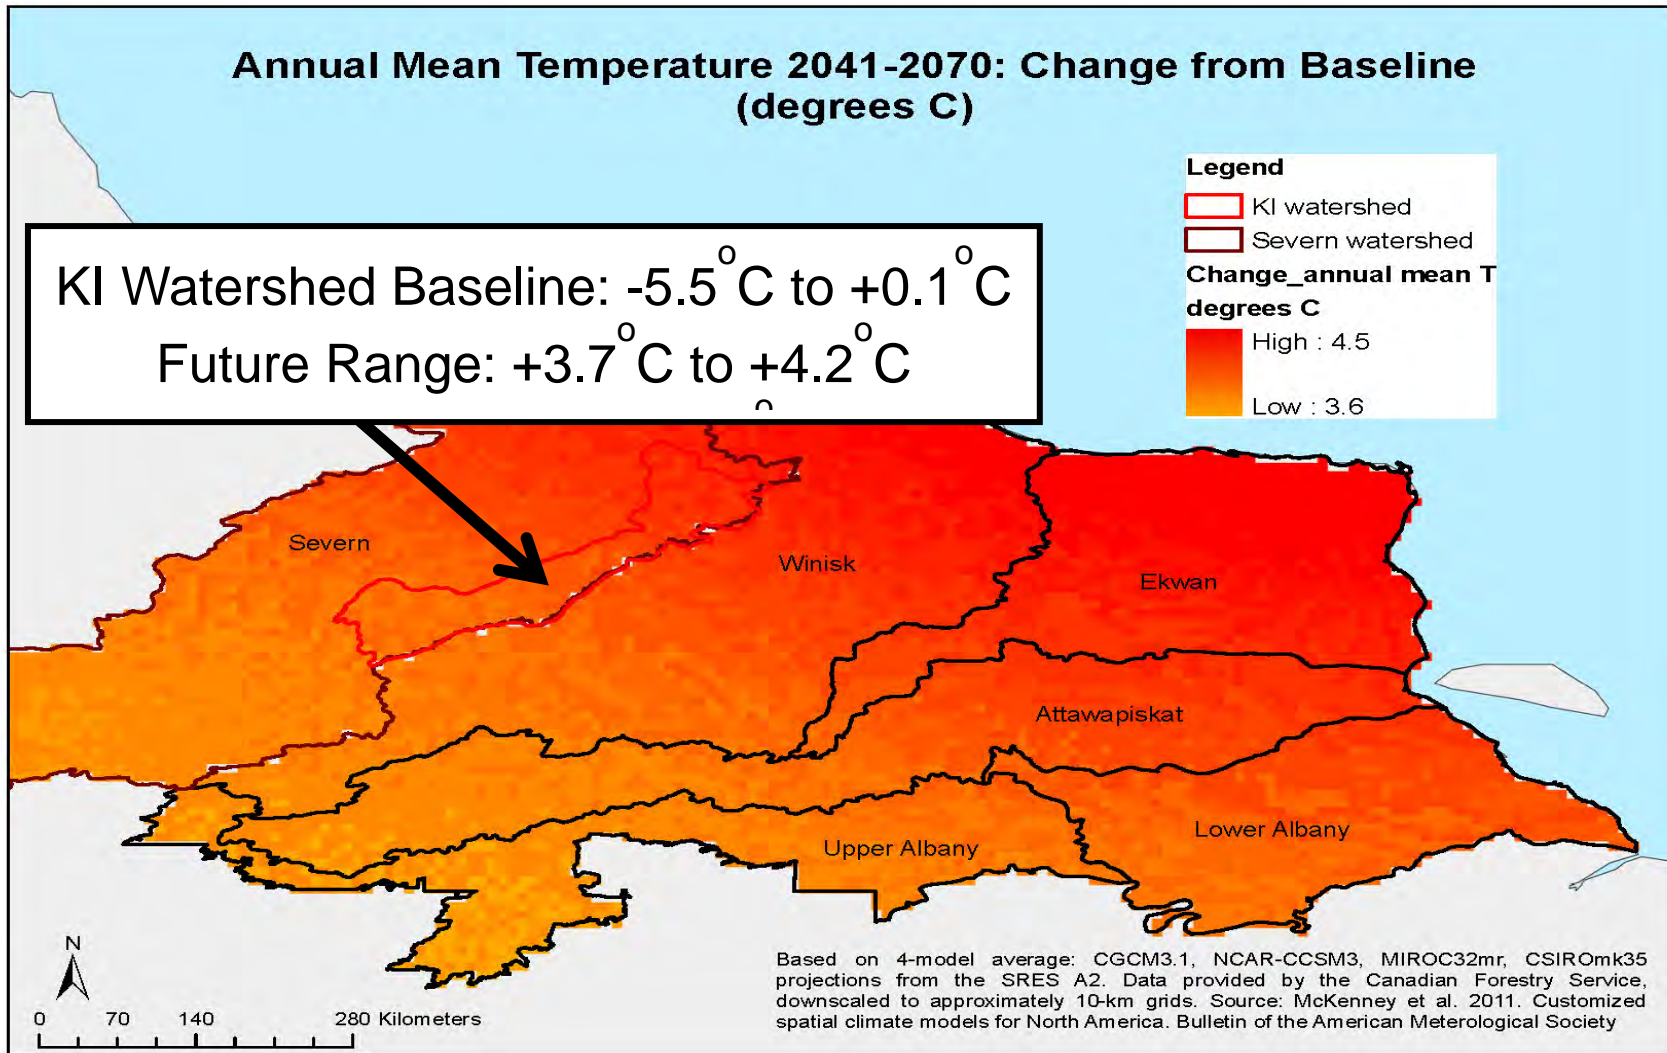 Annual Mean Temperature 2041-2070: Change from Baseline
(degrees C)
Legend
KI watershed
Severn watershed
Change_annual mean T
degrees C
High : 4.5
Low : 3.6
KI Watershed Baseline: -5.5°C to +0.1°C
Future Range: +3.7°C to +4.2°C
Severn
Winisk
Ekwan
Attawapiskat
Lower Albany
Upper Albany
N
0 70 140 280 Kilometers
Based on 4-model average: CGCM3.1, NCAR-CCSM3, MIROC32mr, CSIROmk35
projections from the SRES A2. Data provided by the Canadian Forestry Service,
downscaled to approximately 10-km grids. Source: McKenney et al. 2011. Customized
spatial climate models for North America. Bulletin of the American Meterological Society